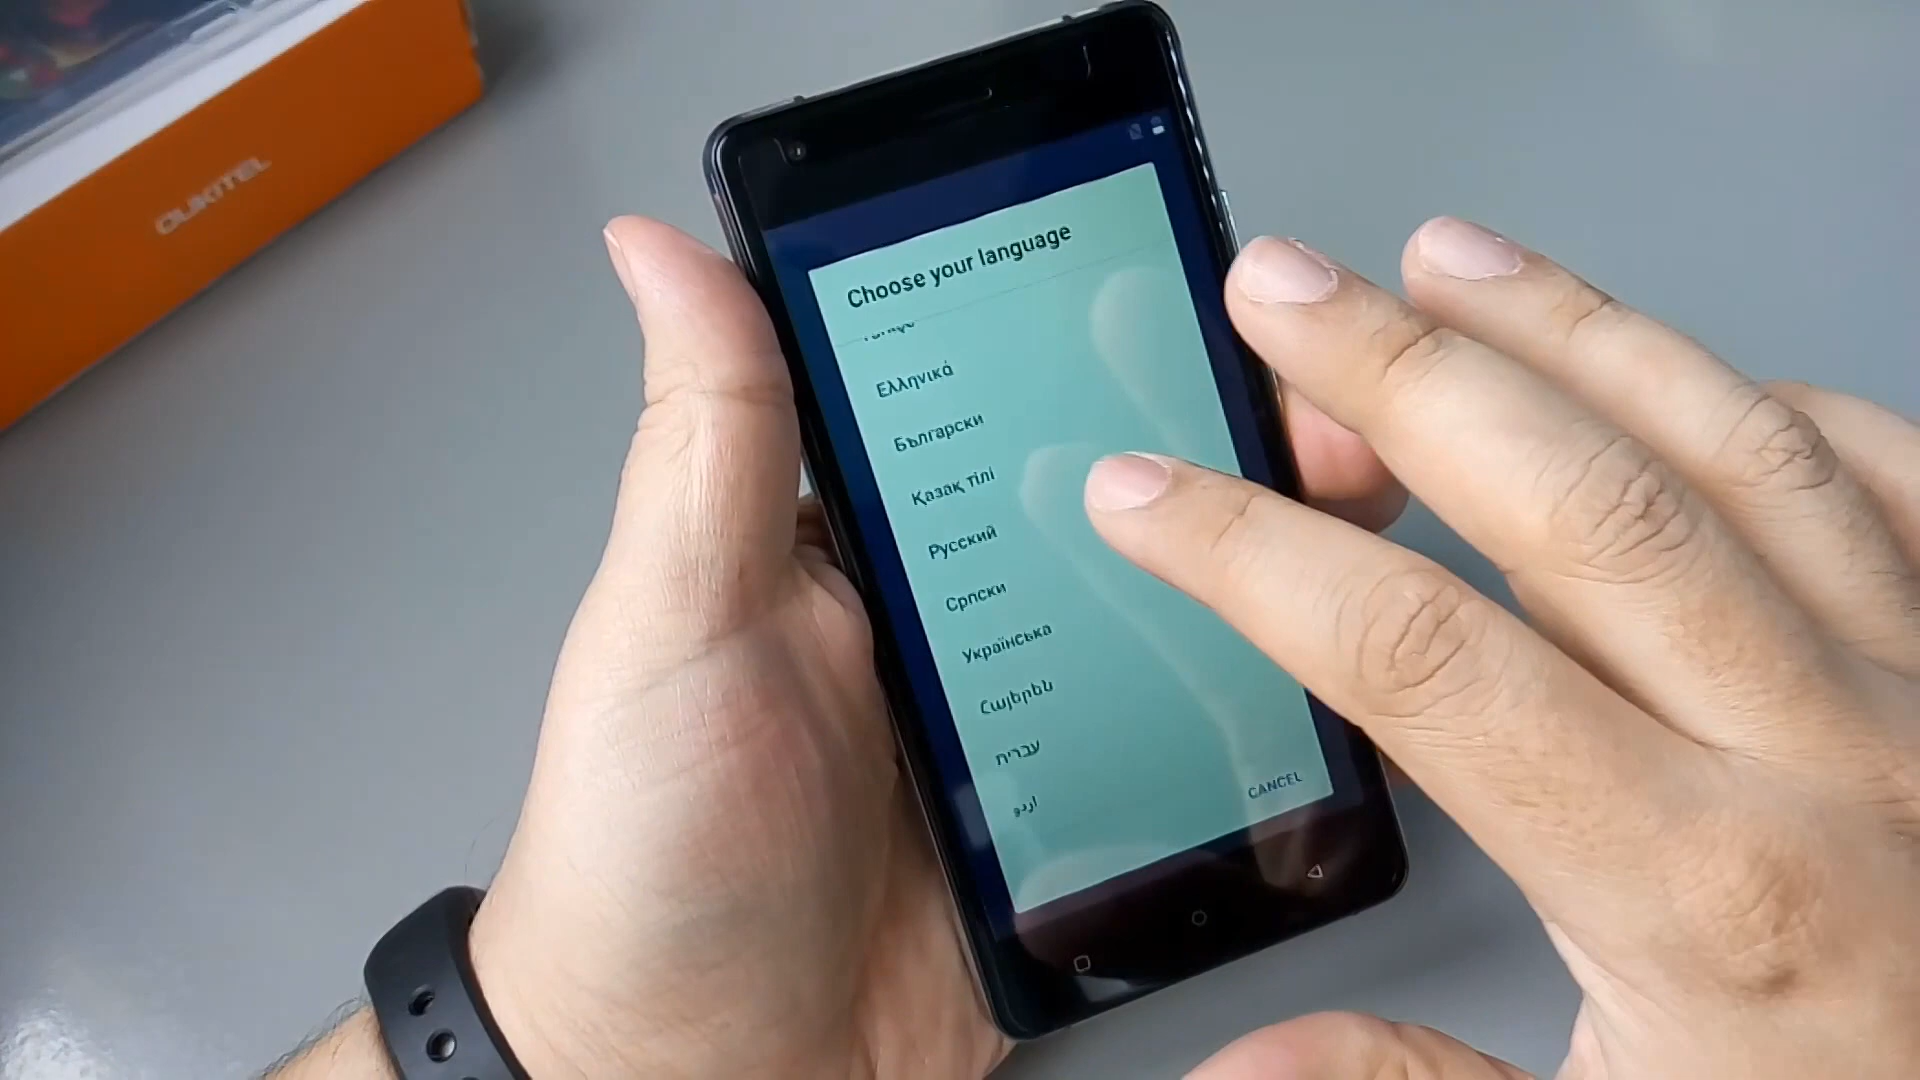 OUKITEL
Choose your language
Ελληνικά
Български
Қазақ тілі
Русский
Српски
Українська
Հայերեն
עברית
اردو
CANCEL